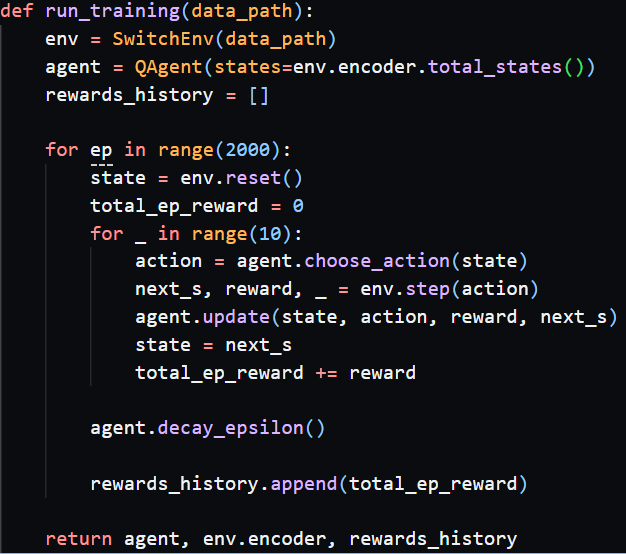 def run_training(data_path):
    env = SwitchEnv(data_path)
    agent = QAgent(states=env.encoder.total_states())
    rewards_history = []

    for ep in range(2000):
        state = env.reset()
        total_ep_reward = 0
        for _ in range(10):
            action = agent.choose_action(state)
            next_s, reward, _ = env.step(action)
            agent.update(state, action, reward, next_s)
            state = next_s
            total_ep_reward += reward

        agent.decay_epsilon()

        rewards_history.append(total_ep_reward)

    return agent, env.encoder, rewards_history